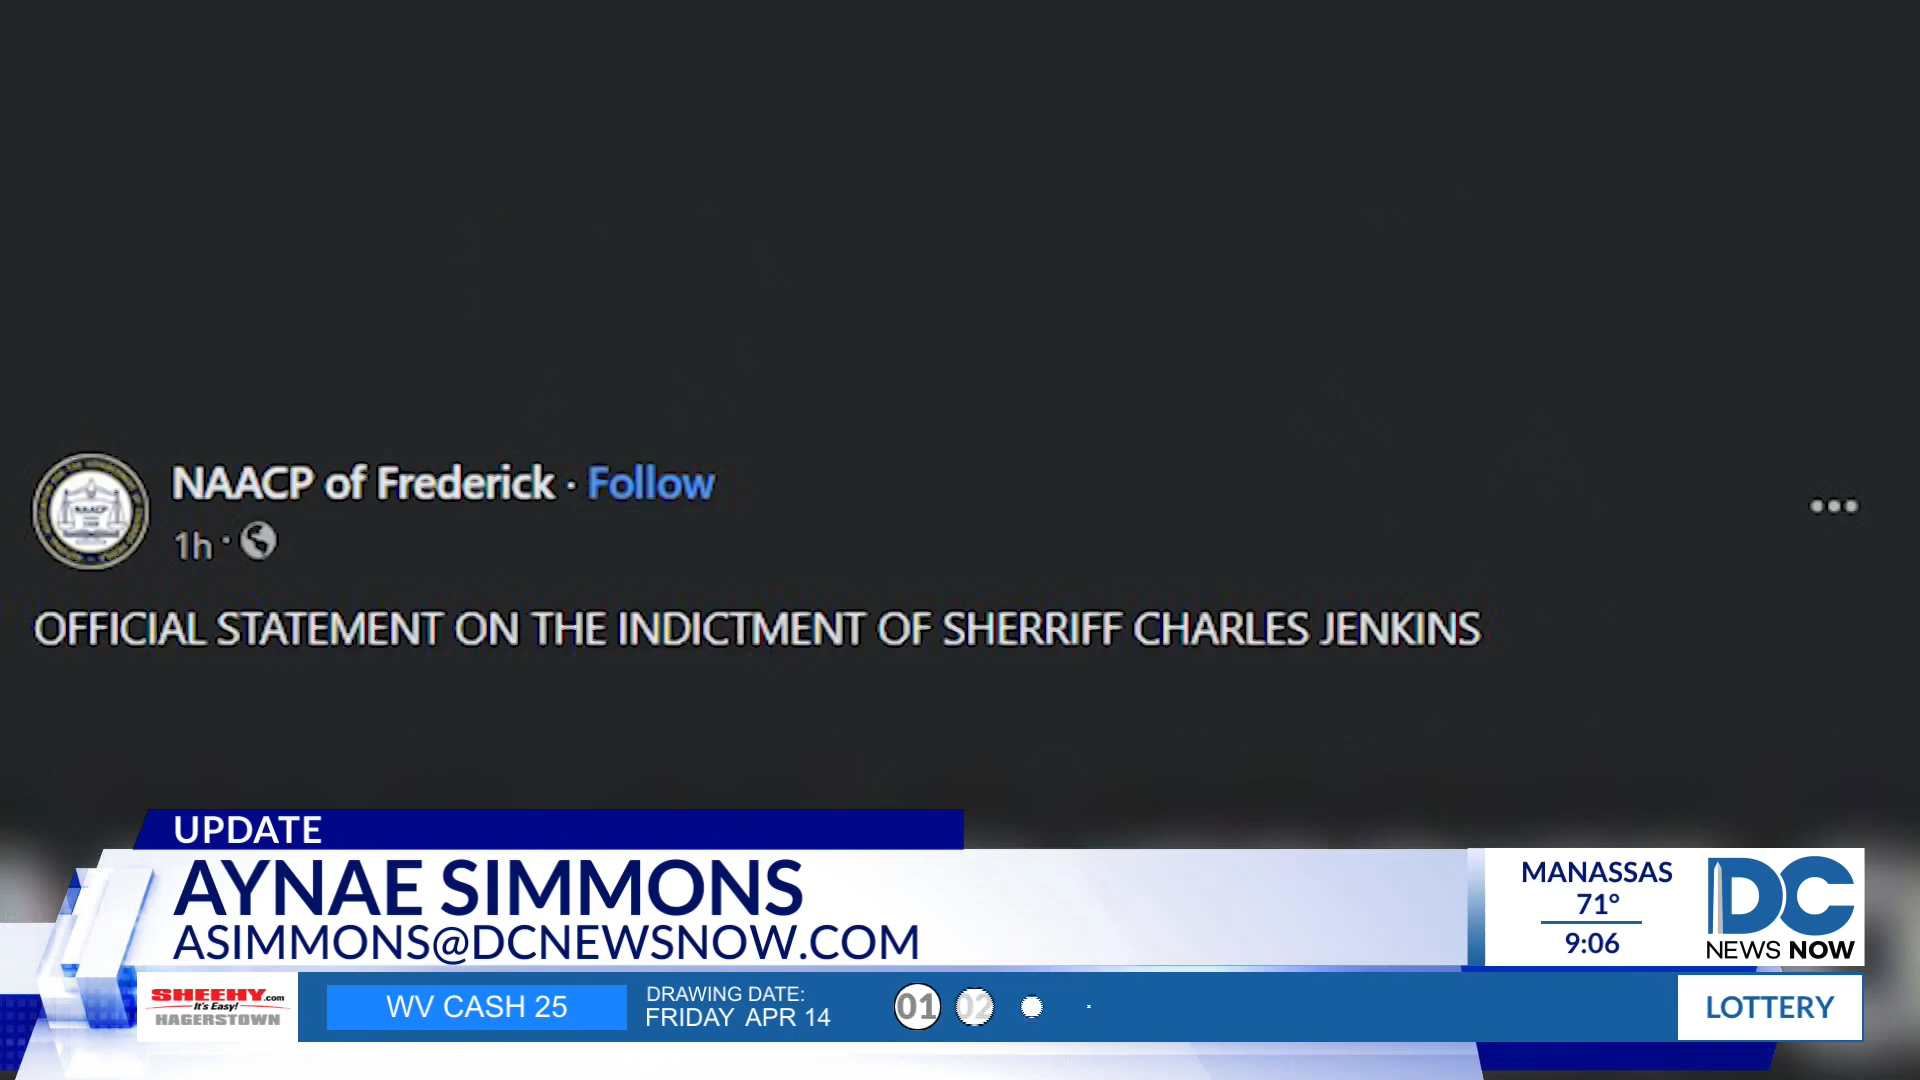 NAACP of Frederick · Follow
1h ·
OFFICIAL STATEMENT ON THE INDICTMENT OF SHERRIFF CHARLES JENKINS
UPDATE
AYNAE SIMMONS
ASIMMONS@DCNEWSNOW.COM
MANASSAS
71°
9:06
DC
NEWS NOW
SHEEHY.com
It's Easy!
HAGERSTOWN
WV CASH 25
DRAWING DATE:
FRIDAY APR 14
01 02
LOTTERY